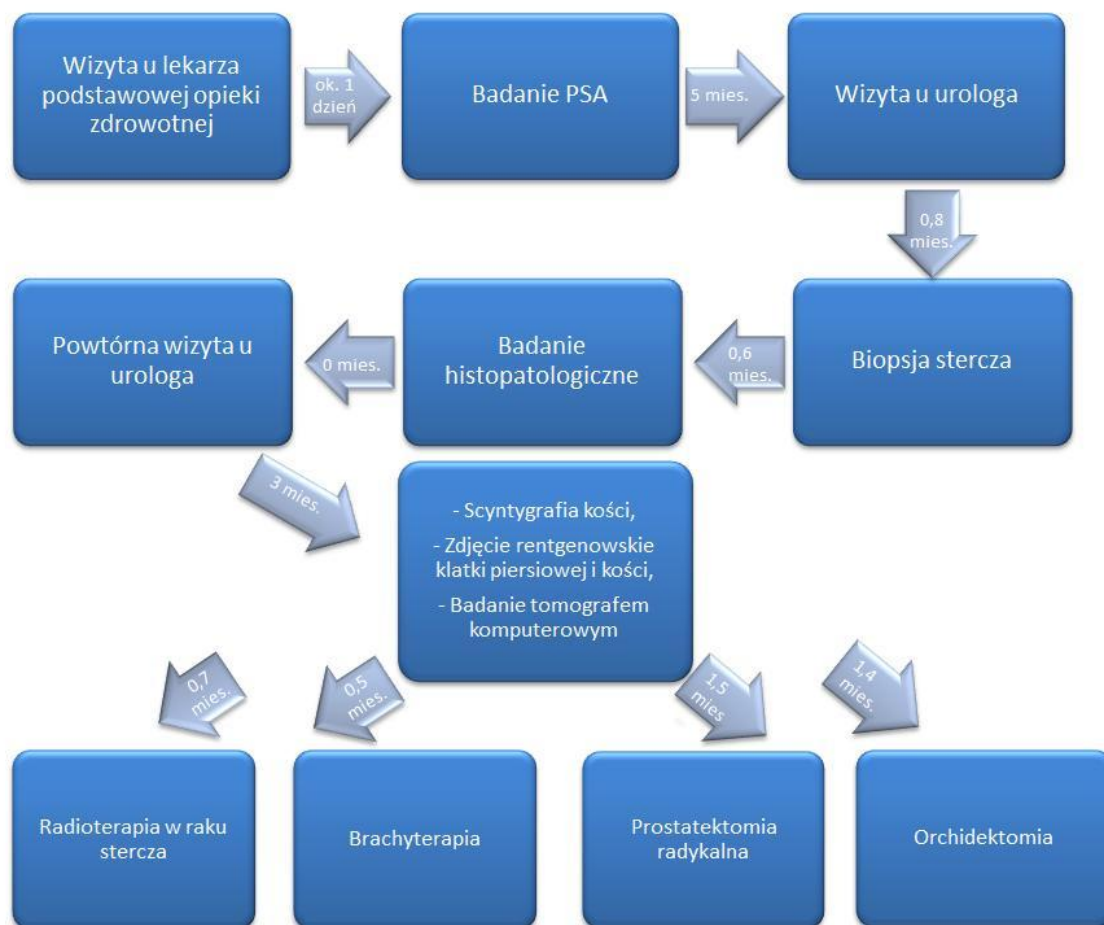 Wizyta u lekarza
podstawowej opieki
zdrowotnej
ok. 1
dzień
Badanie PSA
5 mies.
Wizyta u urologa
0,8
mies.
Powtórna wizyta u
urologa
0 mies.
Badanie
histopatologiczne
0,6
mies.
Biopsja stercza
3 mies.
- Scyntygrafia kości,
- Zdjęcie rentgenowskie
klatki piersiowej i kości,
- Badanie tomografem
komputerowym
0,7
mies.
0,5
mies.
1,5
mies
1,4
mies.
Radioterapia w raku
stercza
Brachyterapia
Prostatektomia
radykalna
Orchidektomia